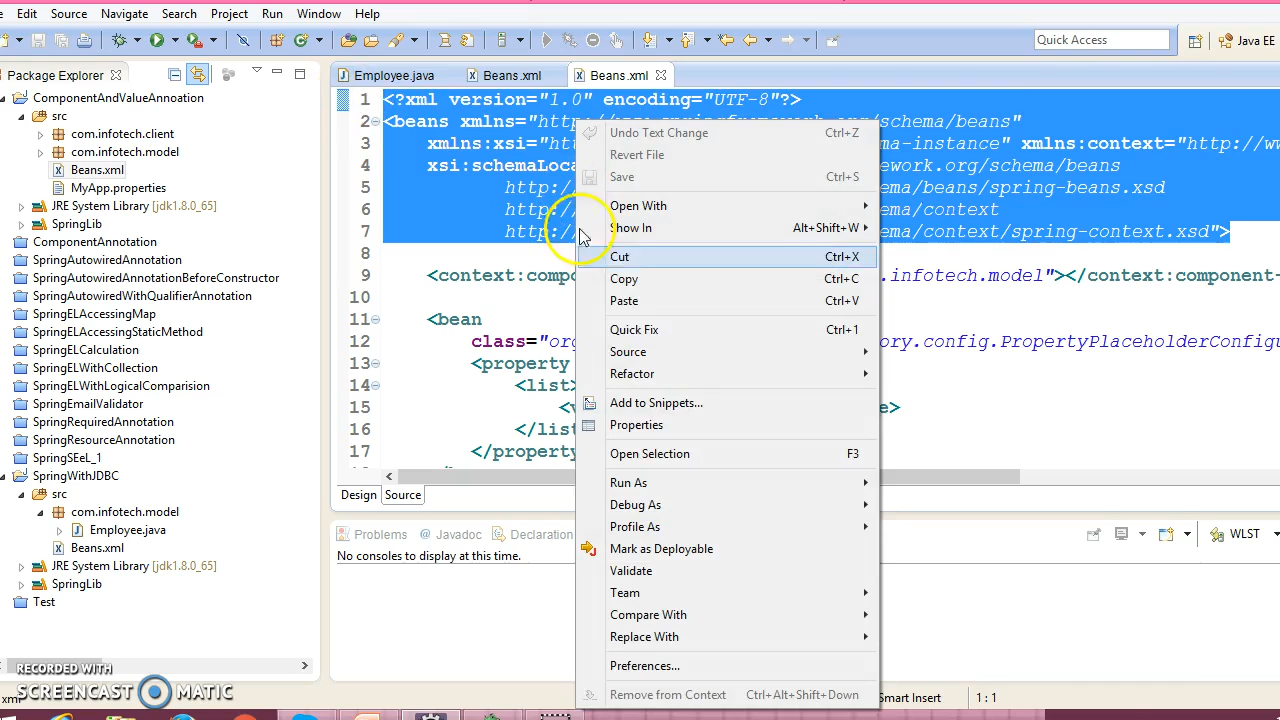 Edit Source Navigate Search Project Run Window Help
Quick Access
Java EE
Package Explorer
ComponentAndValueAnnoation
src
com.infotech.client
com.infotech.model
Beans.xml
MyApp.properties
JRE System Library [jdk1.8.0_65]
SpringLib
ComponentAnnotation
SpringAutowiredAnnotation
SpringAutowiredAnnotationBeforeConstructor
SpringAutowiredWithQualifierAnnotation
SpringELAccessingMap
SpringELAccessingStaticMethod
SpringELCalculation
SpringELWithCollection
SpringELWithLogicalComparision
SpringEmailValidator
SpringRequiredAnnotation
SpringResourceAnnotation
SpringSEeL_1
SpringWithJDBC
src
com.infotech.model
Employee.java
Beans.xml
JRE System Library [jdk1.8.0_65]
SpringLib
Test
Employee.java Beans.xml Beans.xml
1 <?xml version="1.0" encoding="UTF-8"?>
2 <beans xmlns="http://www.springframework.org/schema/beans"
3 xmlns:xsi="ht ma-instance" xmlns:context="http://w
4 xsi:schemaLoca ework.org/schema/beans
5 http:/ ma/beans/spring-beans.xsd
6 http:/ ma/context
7 http:// ma/context/spring-context.xsd">
8
9 <context:compo .infotech.model"></context:component-
10
11 <bean
12 class="or ory.config.PropertyPlaceholderConfigu
13 <property
14 <list>
15 <v e>
16 </list
17 </property
Design Source
Undo Text Change Ctrl+Z
Revert File
Save Ctrl+S
Open With
Show In Alt+Shift+W
Cut Ctrl+X
Copy Ctrl+C
Paste Ctrl+V
Quick Fix Ctrl+1
Source
Refactor
Add to Snippets...
Properties
Open Selection F3
Run As
Debug As
Profile As
Mark as Deployable
Validate
Team
Compare With
Replace With
Preferences...
Remove from Context Ctrl+Alt+Shift+Down
Problems @ Javadoc Declaration
WLST
No consoles to display at this time.
RECORDED WITH
SCREENCAST MATIC
xml
Smart Insert 1 : 1